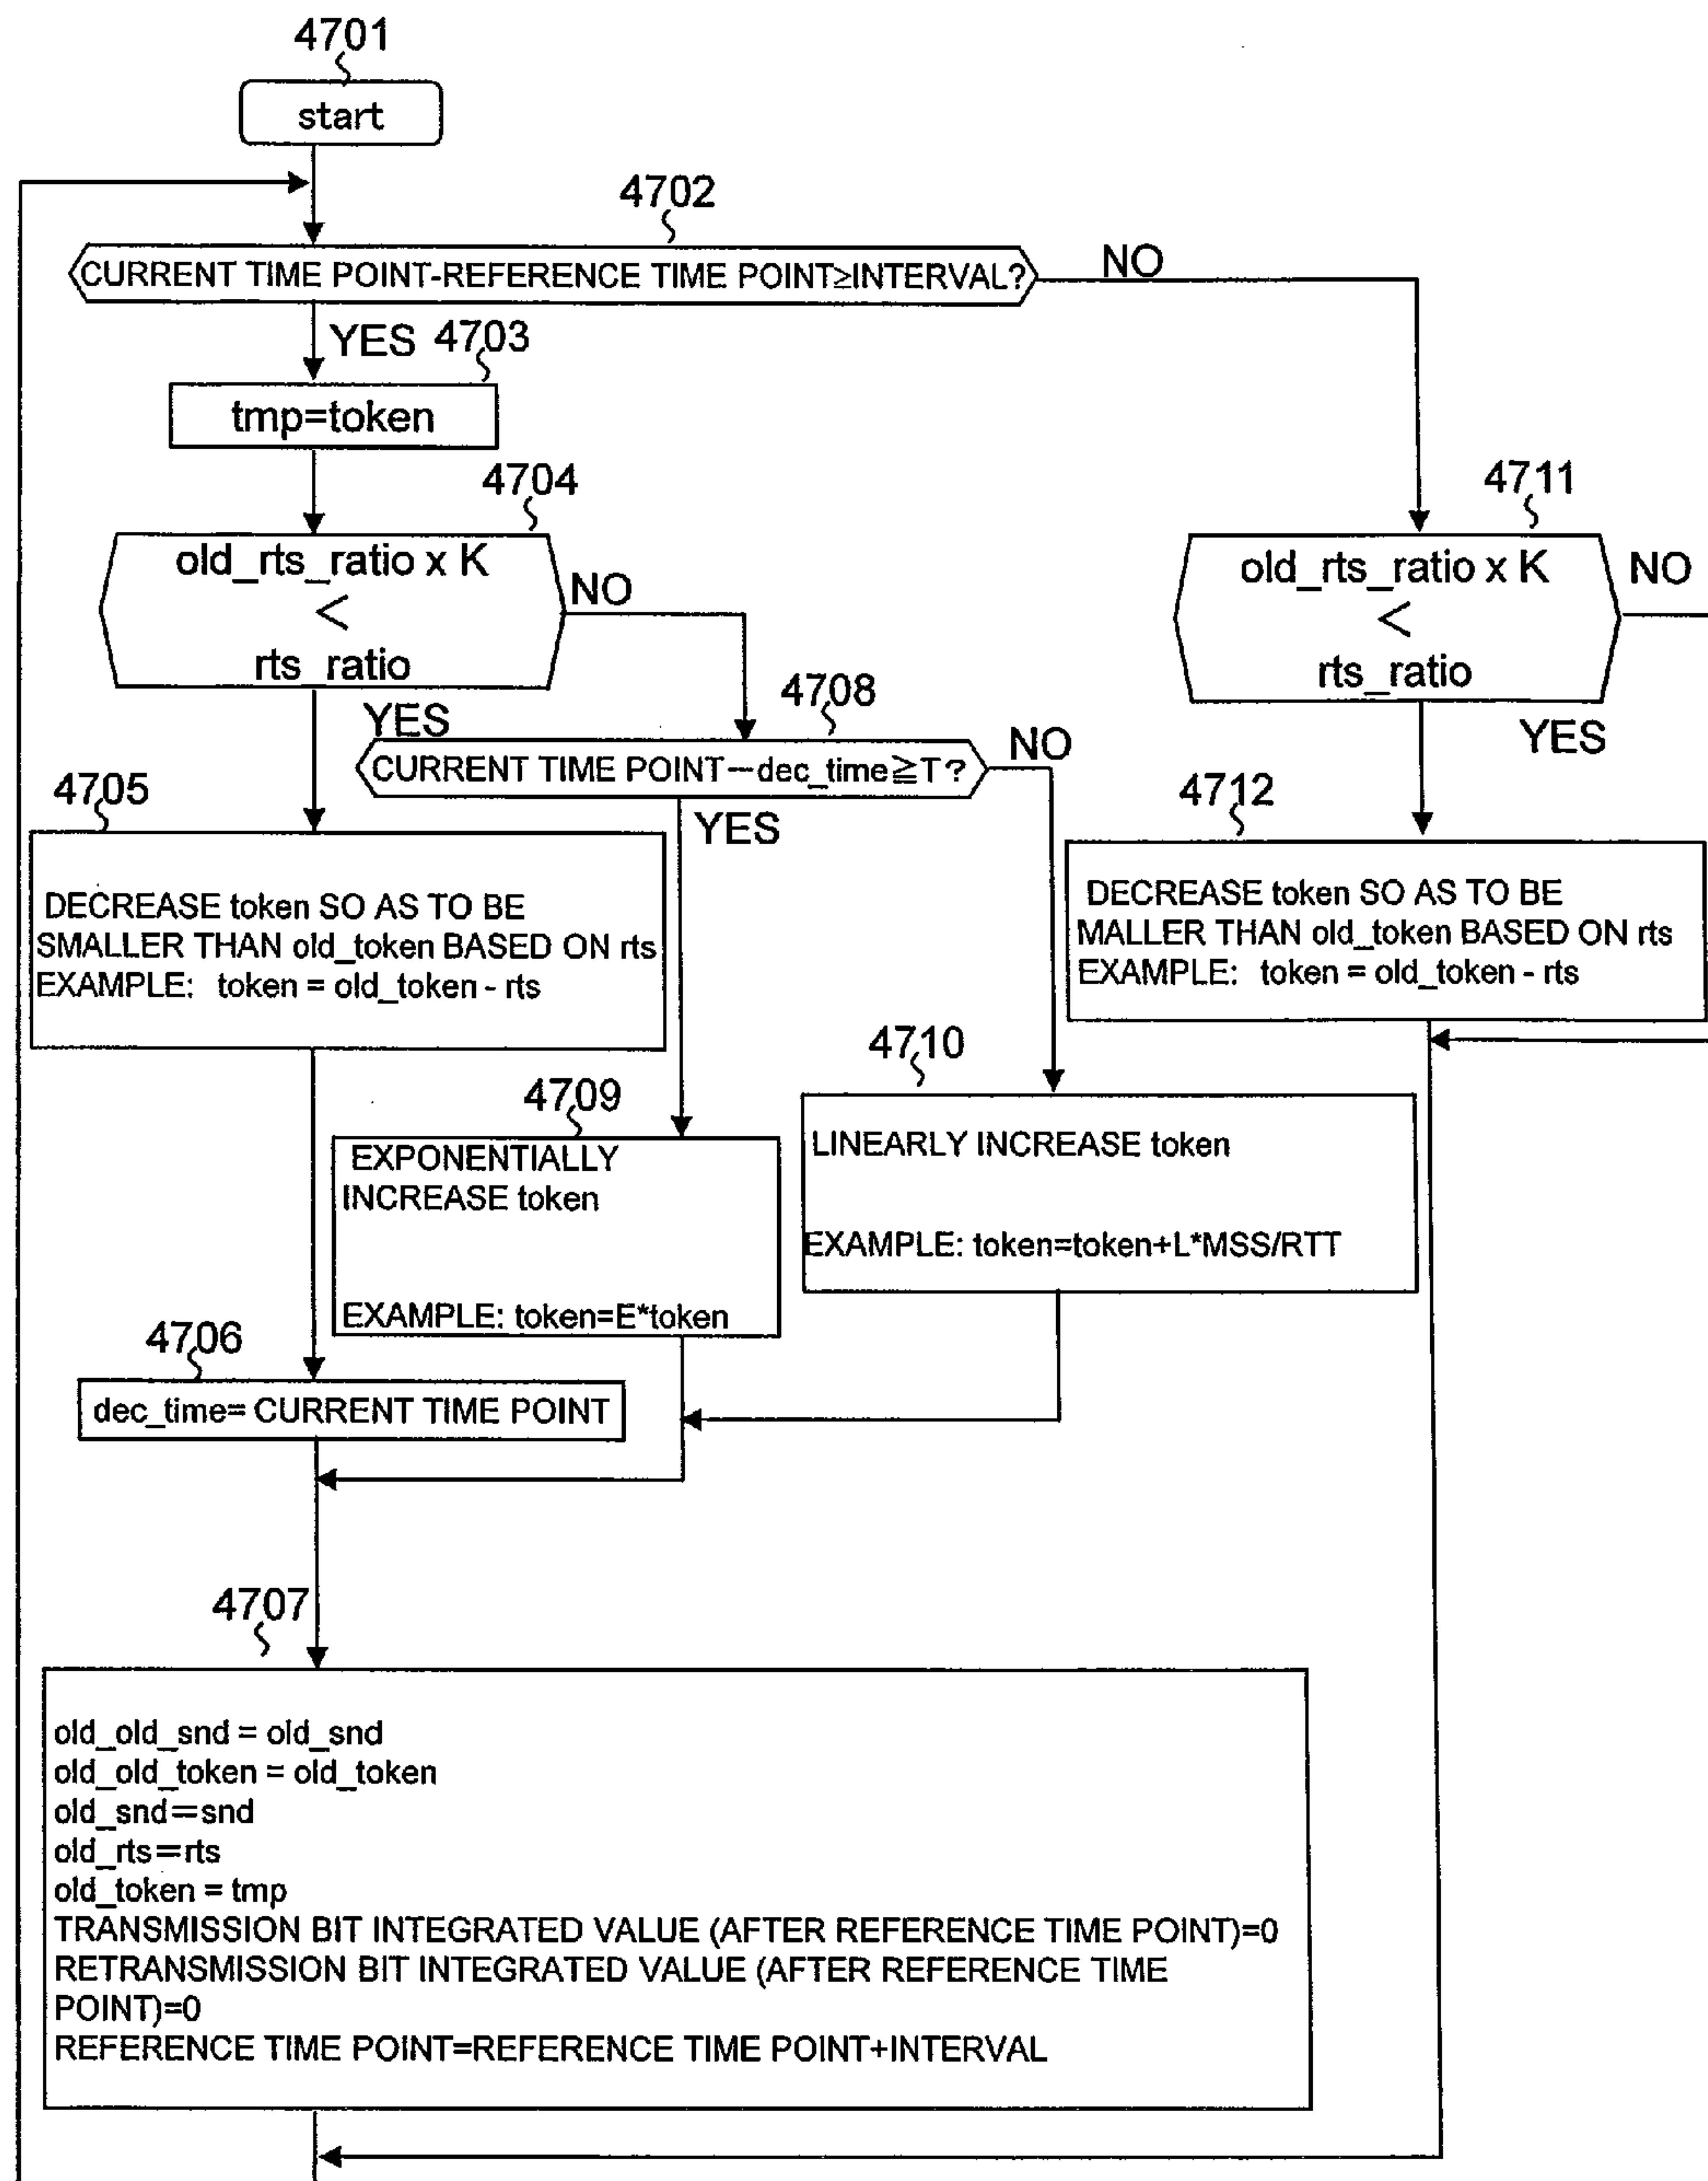 4701
start
4702
CURRENT TIME POINT-REFERENCE TIME POINT≥INTERVAL?
NO
YES
4703
tmp=token
4704
old_rts_ratio x K
<
rts_ratio
NO
4711
old_rts_ratio x K
<
rts_ratio
NO
YES
4708
CURRENT TIME POINT－dec_time≧T?
NO
YES
YES
4705
DECREASE token SO AS TO BE
SMALLER THAN old_token BASED ON rts
EXAMPLE: token = old_token - rts
4712
DECREASE token SO AS TO BE
MALLER THAN old_token BASED ON rts
EXAMPLE: token = old_token - rts
4710
LINEARLY INCREASE token
EXAMPLE: token=token+L*MSS/RTT
4709
EXPONENTIALLY
INCREASE token
EXAMPLE: token=E*token
4706
dec_time= CURRENT TIME POINT
4707
old_old_snd = old_snd
old_old_token = old_token
old_snd＝snd
old_rts＝rts
old_token = tmp
TRANSMISSION BIT INTEGRATED VALUE (AFTER REFERENCE TIME POINT)=0
RETRANSMISSION BIT INTEGRATED VALUE (AFTER REFERENCE TIME
POINT)=0
REFERENCE TIME POINT=REFERENCE TIME POINT+INTERVAL